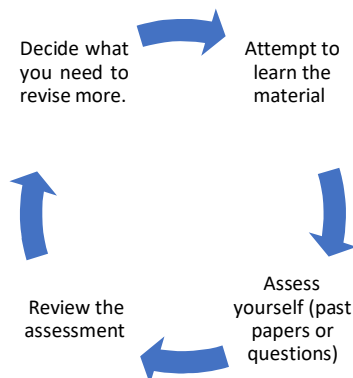 Decide what
you need to
revise more.
Attempt to
learn the
material
Assess
yourself (past
papers or
questions)
Review the
assessment